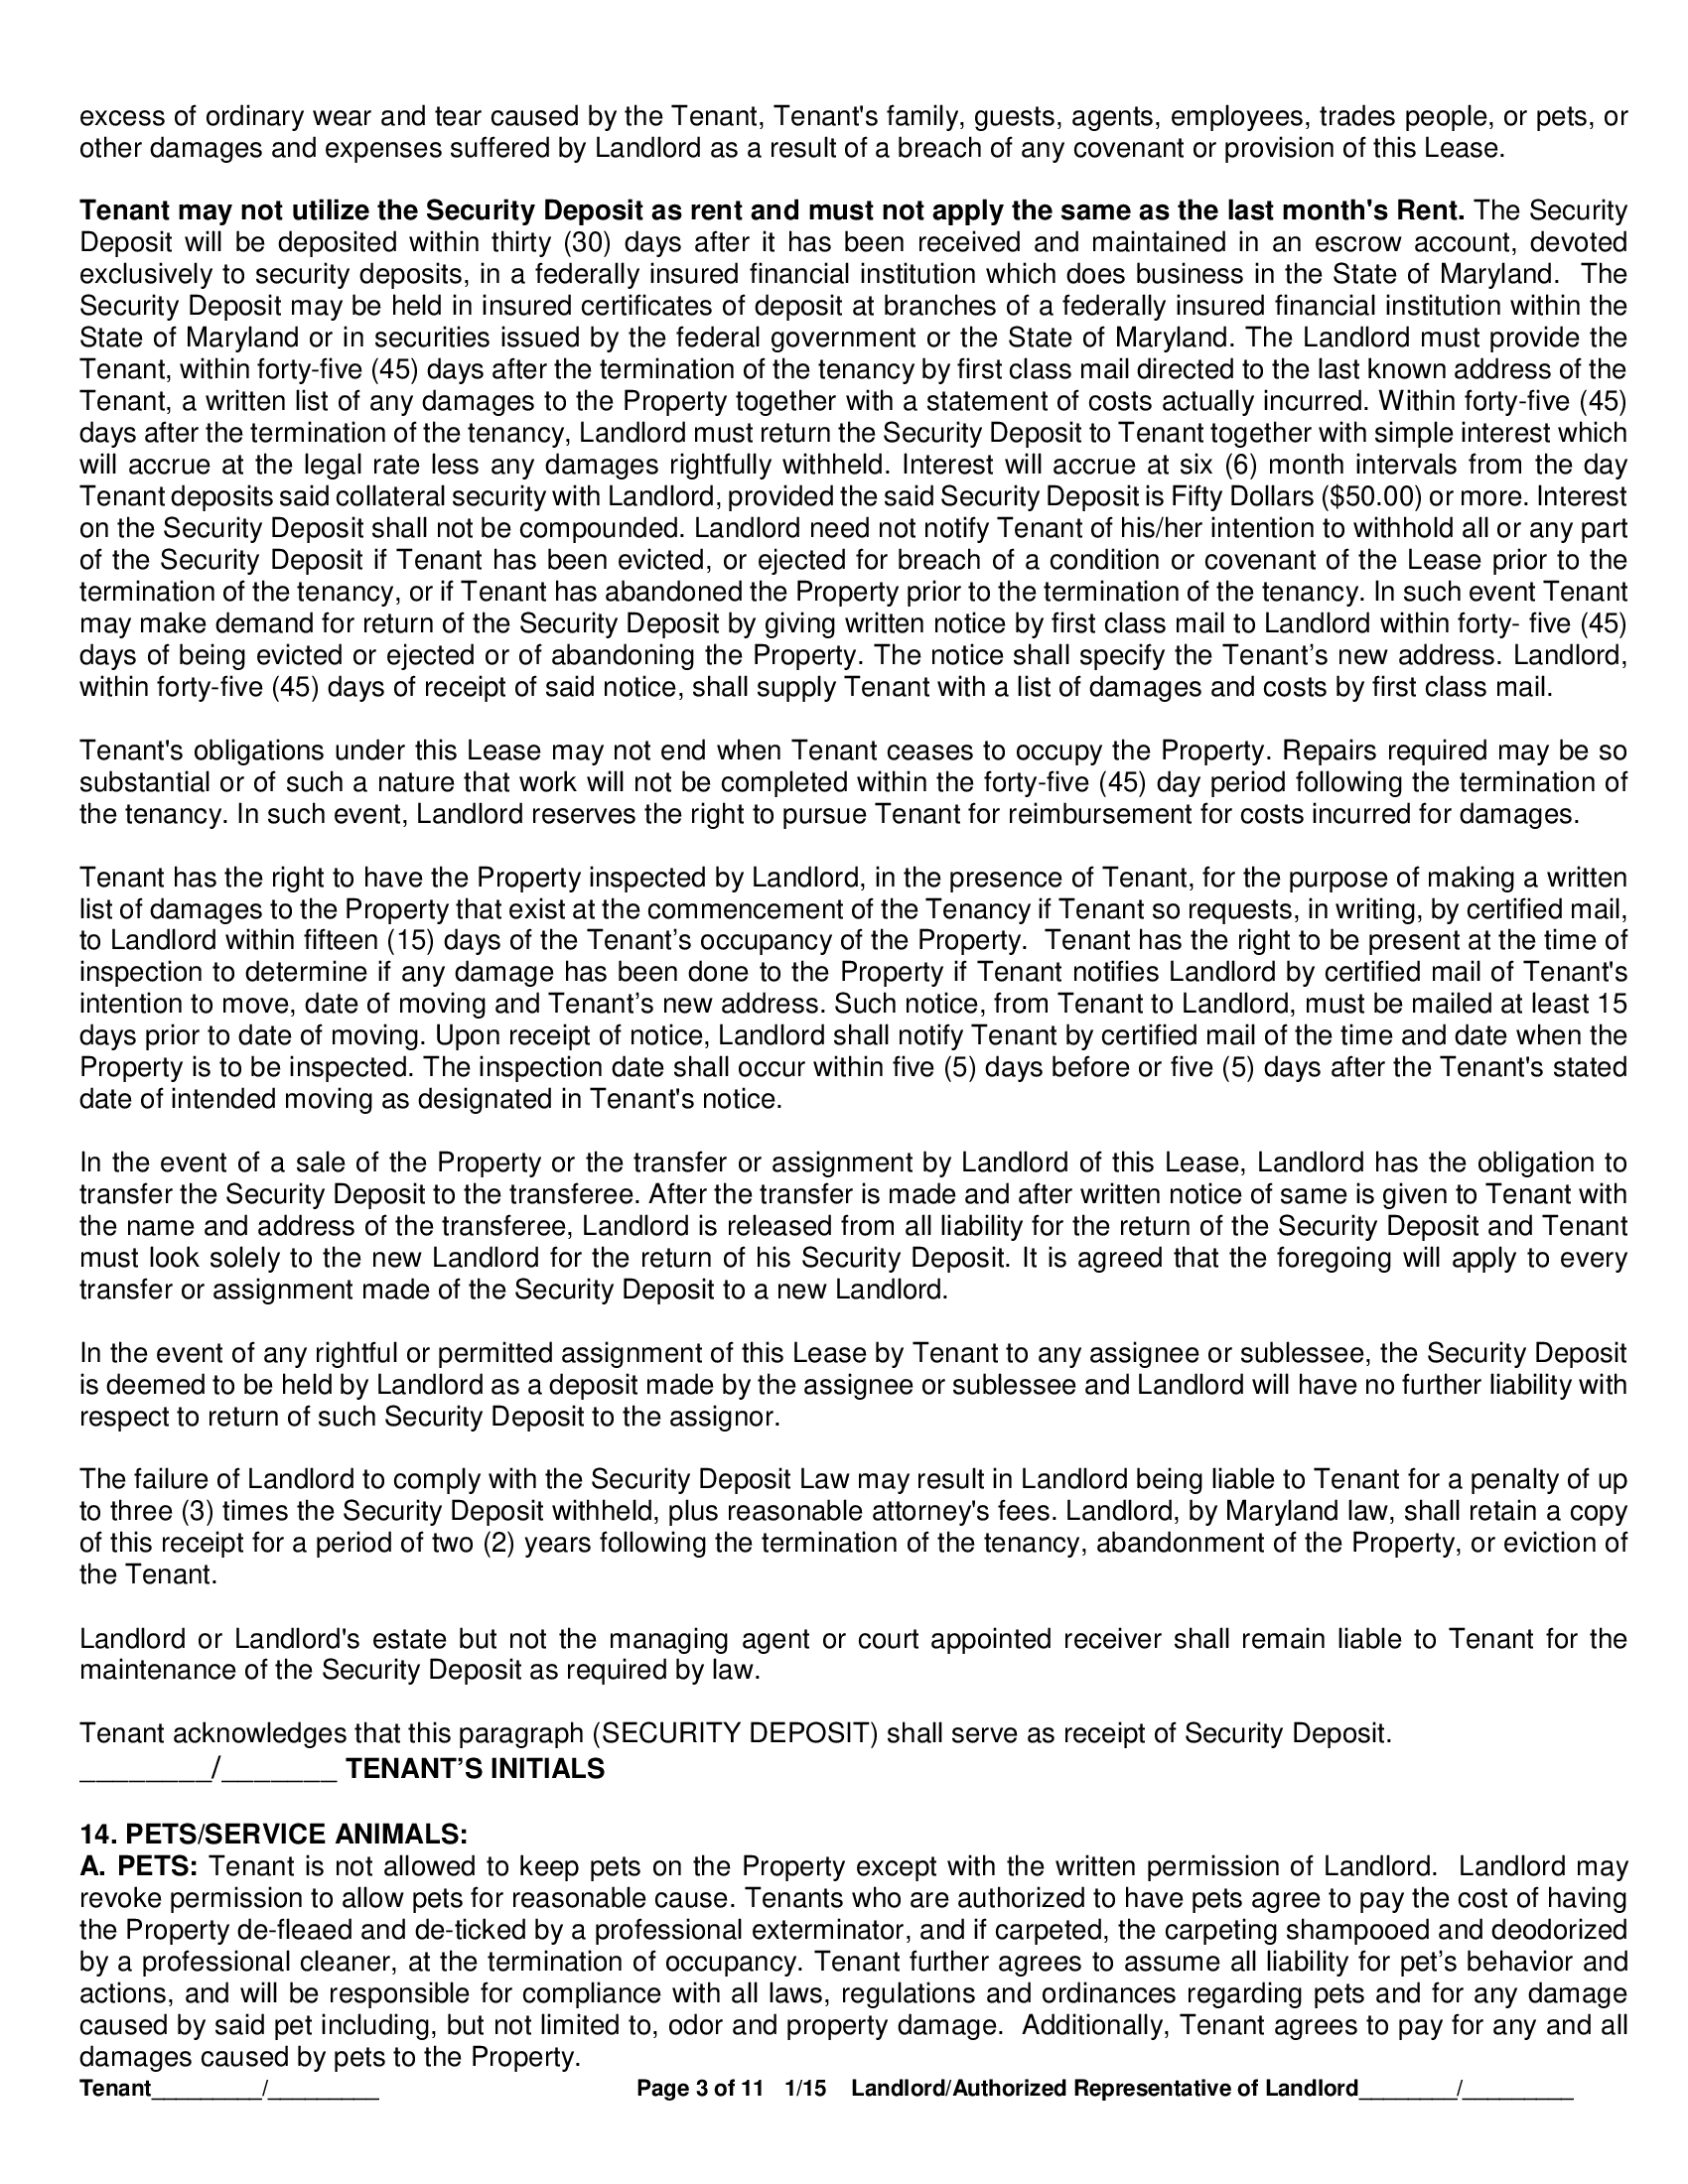 excess of ordinary wear and tear caused by the Tenant, Tenant's family, guests, agents, employees, trades people, or pets, or
other damages and expenses suffered by Landlord as a result of a breach of any covenant or provision of this Lease.
Tenant may not utilize the Security Deposit as rent and must not apply the same as the last month's Rent. The Security
Deposit will be deposited within thirty (30) days after it has been received and maintained in an escrow account, devoted
exclusively to security deposits, in a federally insured financial institution which does business in the State of Maryland. The
Security Deposit may be held in insured certificates of deposit at branches of a federally insured financial institution within the
State of Maryland or in securities issued by the federal government or the State of Maryland. The Landlord must provide the
Tenant, within forty-five (45) days after the termination of the tenancy by first class mail directed to the last known address of the
Tenant, a written list of any damages to the Property together with a statement of costs actually incurred. Within forty-five (45)
days after the termination of the tenancy, Landlord must return the Security Deposit to Tenant together with simple interest which
will accrue at the legal rate less any damages rightfully withheld. Interest will accrue at six (6) month intervals from the day
Tenant deposits said collateral security with Landlord, provided the said Security Deposit is Fifty Dollars ($50.00) or more. Interest
on the Security Deposit shall not be compounded. Landlord need not notify Tenant of his/her intention to withhold all or any part
of the Security Deposit if Tenant has been evicted, or ejected for breach of a condition or covenant of the Lease prior to the
termination of the tenancy, or if Tenant has abandoned the Property prior to the termination of the tenancy. In such event Tenant
may make demand for return of the Security Deposit by giving written notice by first class mail to Landlord within forty- five (45)
days of being evicted or ejected or of abandoning the Property. The notice shall specify the Tenant’s new address. Landlord,
within forty-five (45) days of receipt of said notice, shall supply Tenant with a list of damages and costs by first class mail.
Tenant's obligations under this Lease may not end when Tenant ceases to occupy the Property. Repairs required may be so
substantial or of such a nature that work will not be completed within the forty-five (45) day period following the termination of
the tenancy. In such event, Landlord reserves the right to pursue Tenant for reimbursement for costs incurred for damages.
Tenant has the right to have the Property inspected by Landlord, in the presence of Tenant, for the purpose of making a written
list of damages to the Property that exist at the commencement of the Tenancy if Tenant so requests, in writing, by certified mail,
to Landlord within fifteen (15) days of the Tenant’s occupancy of the Property. Tenant has the right to be present at the time of
inspection to determine if any damage has been done to the Property if Tenant notifies Landlord by certified mail of Tenant's
intention to move, date of moving and Tenant’s new address. Such notice, from Tenant to Landlord, must be mailed at least 15
days prior to date of moving. Upon receipt of notice, Landlord shall notify Tenant by certified mail of the time and date when the
Property is to be inspected. The inspection date shall occur within five (5) days before or five (5) days after the Tenant's stated
date of intended moving as designated in Tenant's notice.
In the event of a sale of the Property or the transfer or assignment by Landlord of this Lease, Landlord has the obligation to
transfer the Security Deposit to the transferee. After the transfer is made and after written notice of same is given to Tenant with
the name and address of the transferee, Landlord is released from all liability for the return of the Security Deposit and Tenant
must look solely to the new Landlord for the return of his Security Deposit. It is agreed that the foregoing will apply to every
transfer or assignment made of the Security Deposit to a new Landlord.
In the event of any rightful or permitted assignment of this Lease by Tenant to any assignee or sublessee, the Security Deposit
is deemed to be held by Landlord as a deposit made by the assignee or sublessee and Landlord will have no further liability with
respect to return of such Security Deposit to the assignor.
The failure of Landlord to comply with the Security Deposit Law may result in Landlord being liable to Tenant for a penalty of up
to three (3) times the Security Deposit withheld, plus reasonable attorney's fees. Landlord, by Maryland law, shall retain a copy
of this receipt for a period of two (2) years following the termination of the tenancy, abandonment of the Property, or eviction of
the Tenant.
Landlord or Landlord's estate but not the managing agent or court appointed receiver shall remain liable to Tenant for the
maintenance of the Security Deposit as required by law.
Tenant acknowledges that this paragraph (SECURITY DEPOSIT) shall serve as receipt of Security Deposit.
________/_______ TENANT’S INITIALS
14. PETS/SERVICE ANIMALS:
A. PETS: Tenant is not allowed to keep pets on the Property except with the written permission of Landlord. Landlord may
revoke permission to allow pets for reasonable cause. Tenants who are authorized to have pets agree to pay the cost of having
the Property de-fleaed and de-ticked by a professional exterminator, and if carpeted, the carpeting shampooed and deodorized
by a professional cleaner, at the termination of occupancy. Tenant further agrees to assume all liability for pet’s behavior and
actions, and will be responsible for compliance with all laws, regulations and ordinances regarding pets and for any damage
caused by said pet including, but not limited to, odor and property damage. Additionally, Tenant agrees to pay for any and all
damages caused by pets to the Property.
Tenant_________/_________ Page 3 of 11 1/15 Landlord/Authorized Representative of Landlord________/_________